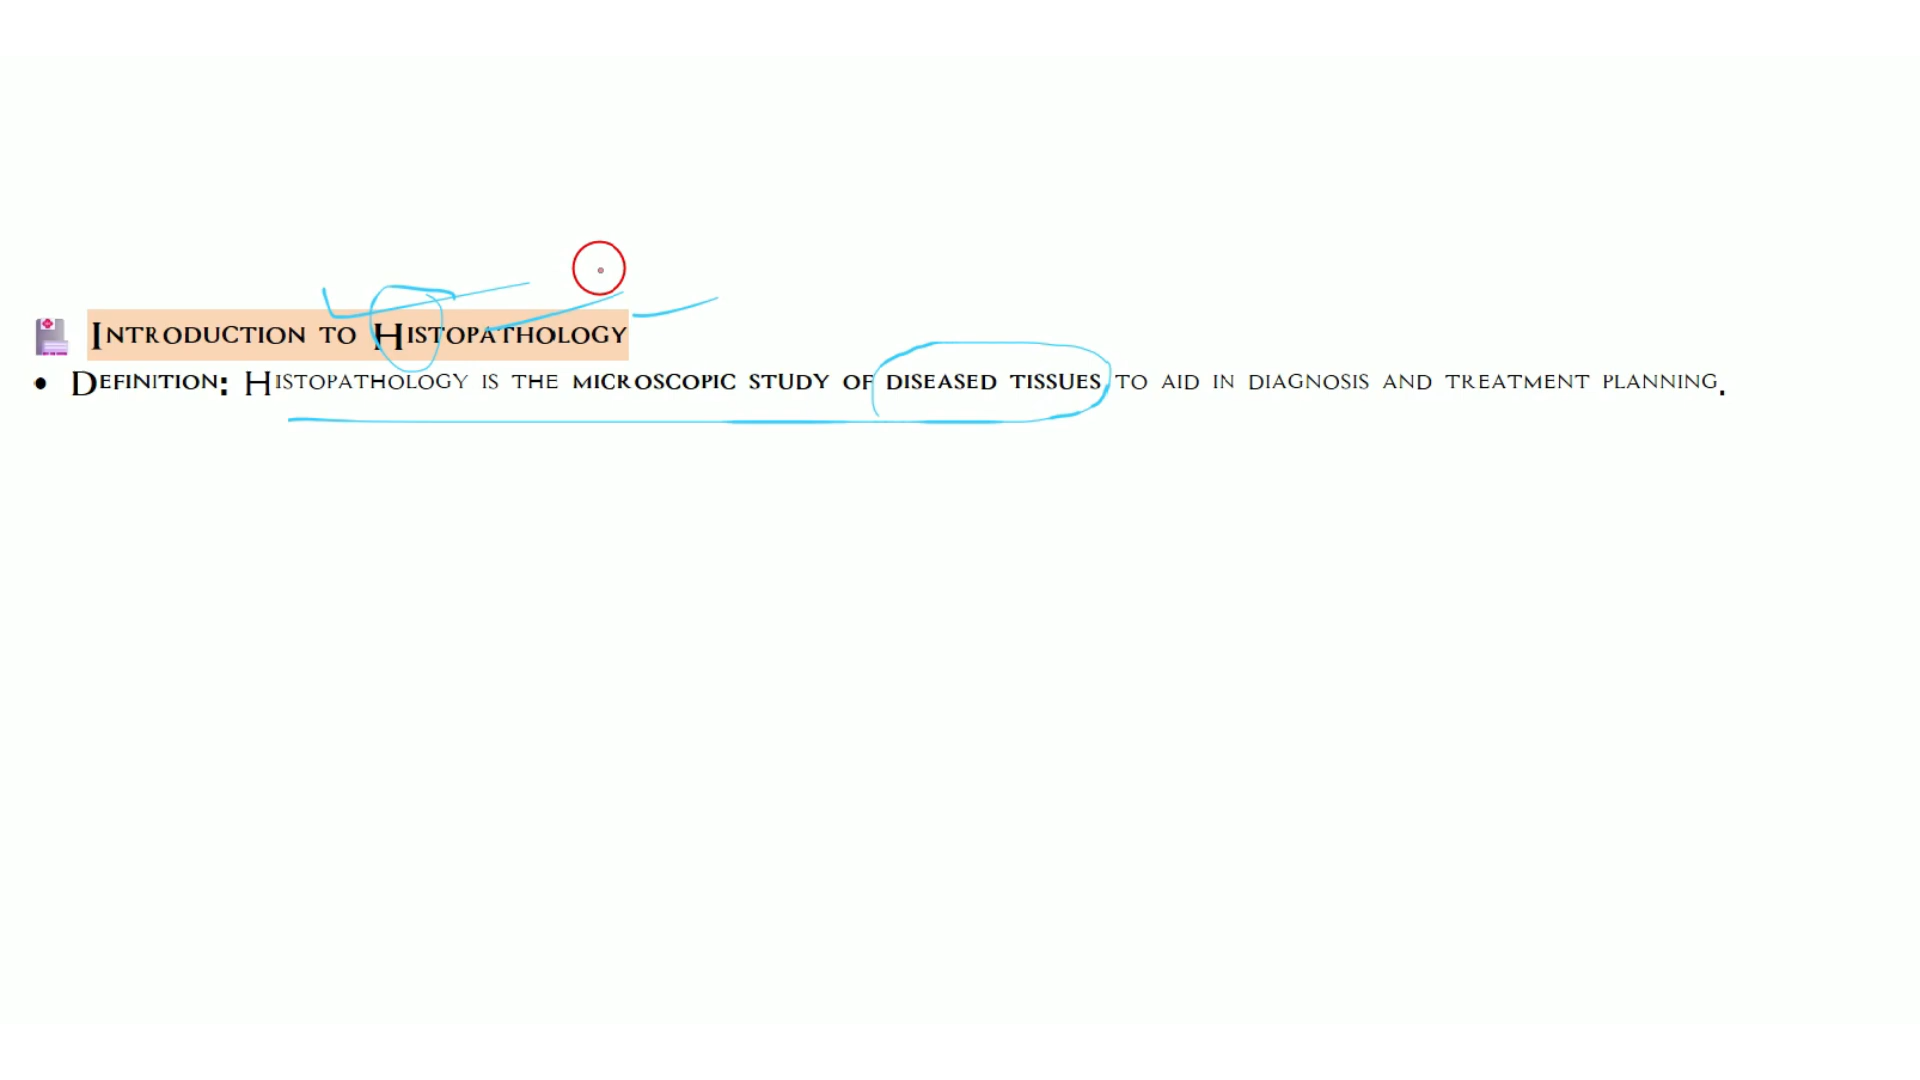 Introduction to Histopathology
• Definition: Histopathology is the microscopic study of diseased tissues to aid in diagnosis and treatment planning.